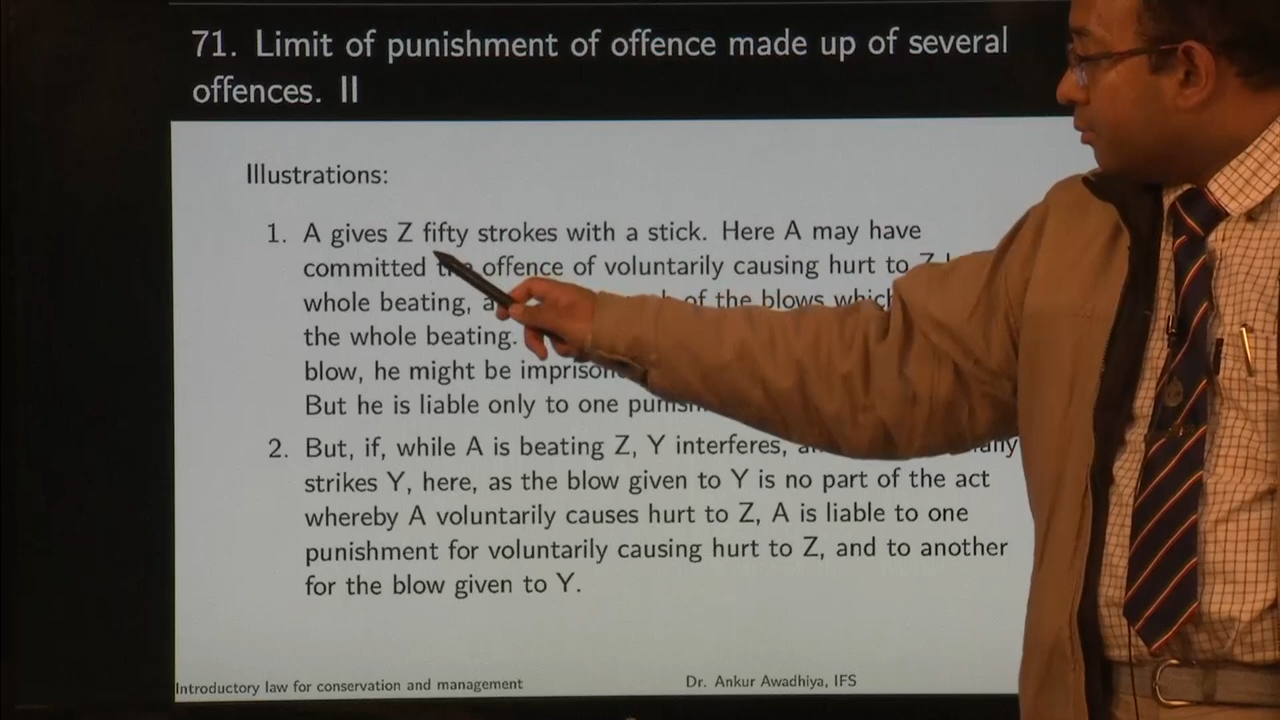 71. Limit of punishment of offence made up of several
offences. II
Illustrations:
1. A gives Z fifty strokes with a stick. Here A may have
committed the offence of voluntarily causing hurt to Z
whole beating, of the blows which
the whole beating.
blow, he might be
But he is liable only to one
2. But, if, while A is beating Z, Y interferes,
strikes Y, here, as the blow given to Y is no part of the act
whereby A voluntarily causes hurt to Z, A is liable to one
punishment for voluntarily causing hurt to Z, and to another
for the blow given to Y.
Introductory law for conservation and management
Dr. Ankur Awadhiya, IFS